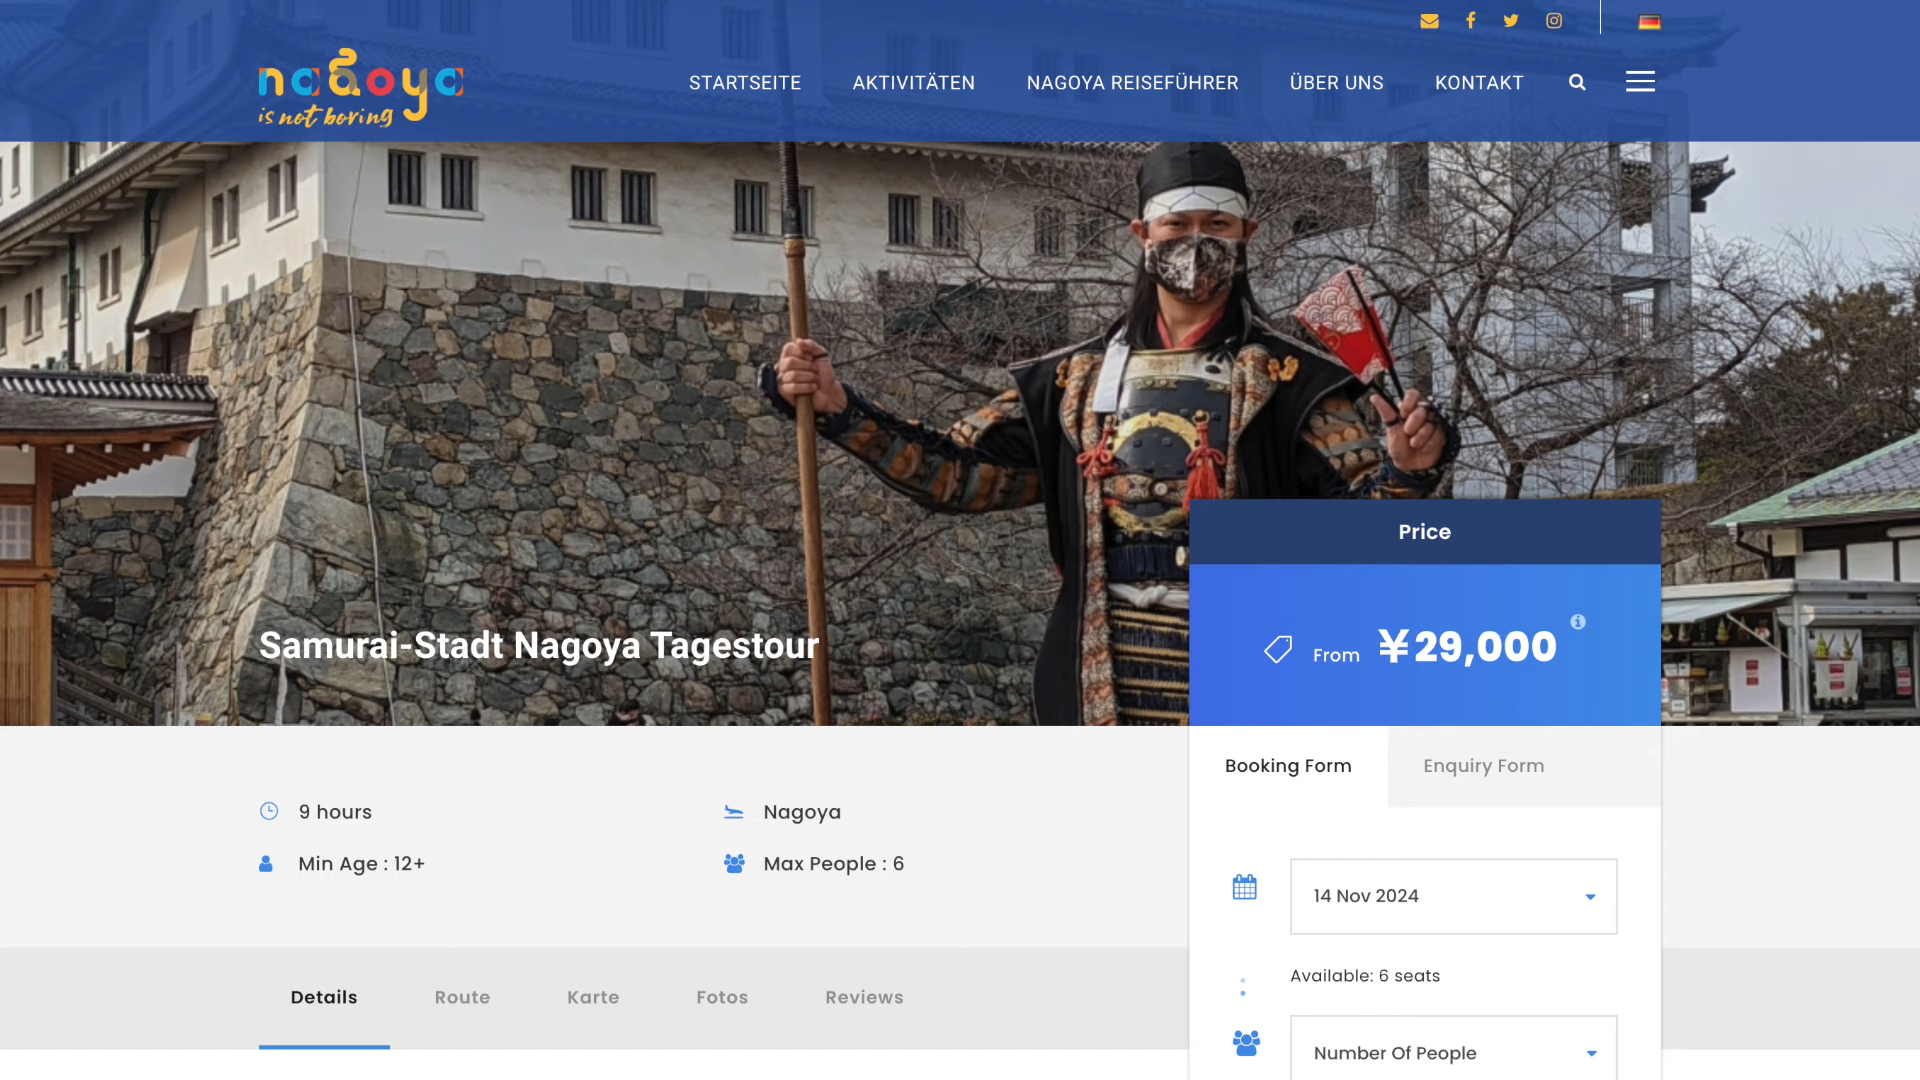 nagoya
is not boring
STARTSEITE
AKTIVITÄTEN
NAGOYA REISEFÜHRER
ÜBER UNS
KONTAKT
Samurai-Stadt Nagoya Tagestour
Price
From ¥29,000
Booking Form
Enquiry Form
9 hours
Nagoya
Min Age : 12+
Max People : 6
14 Nov 2024
Available: 6 seats
Number Of People
Details
Route
Karte
Fotos
Reviews